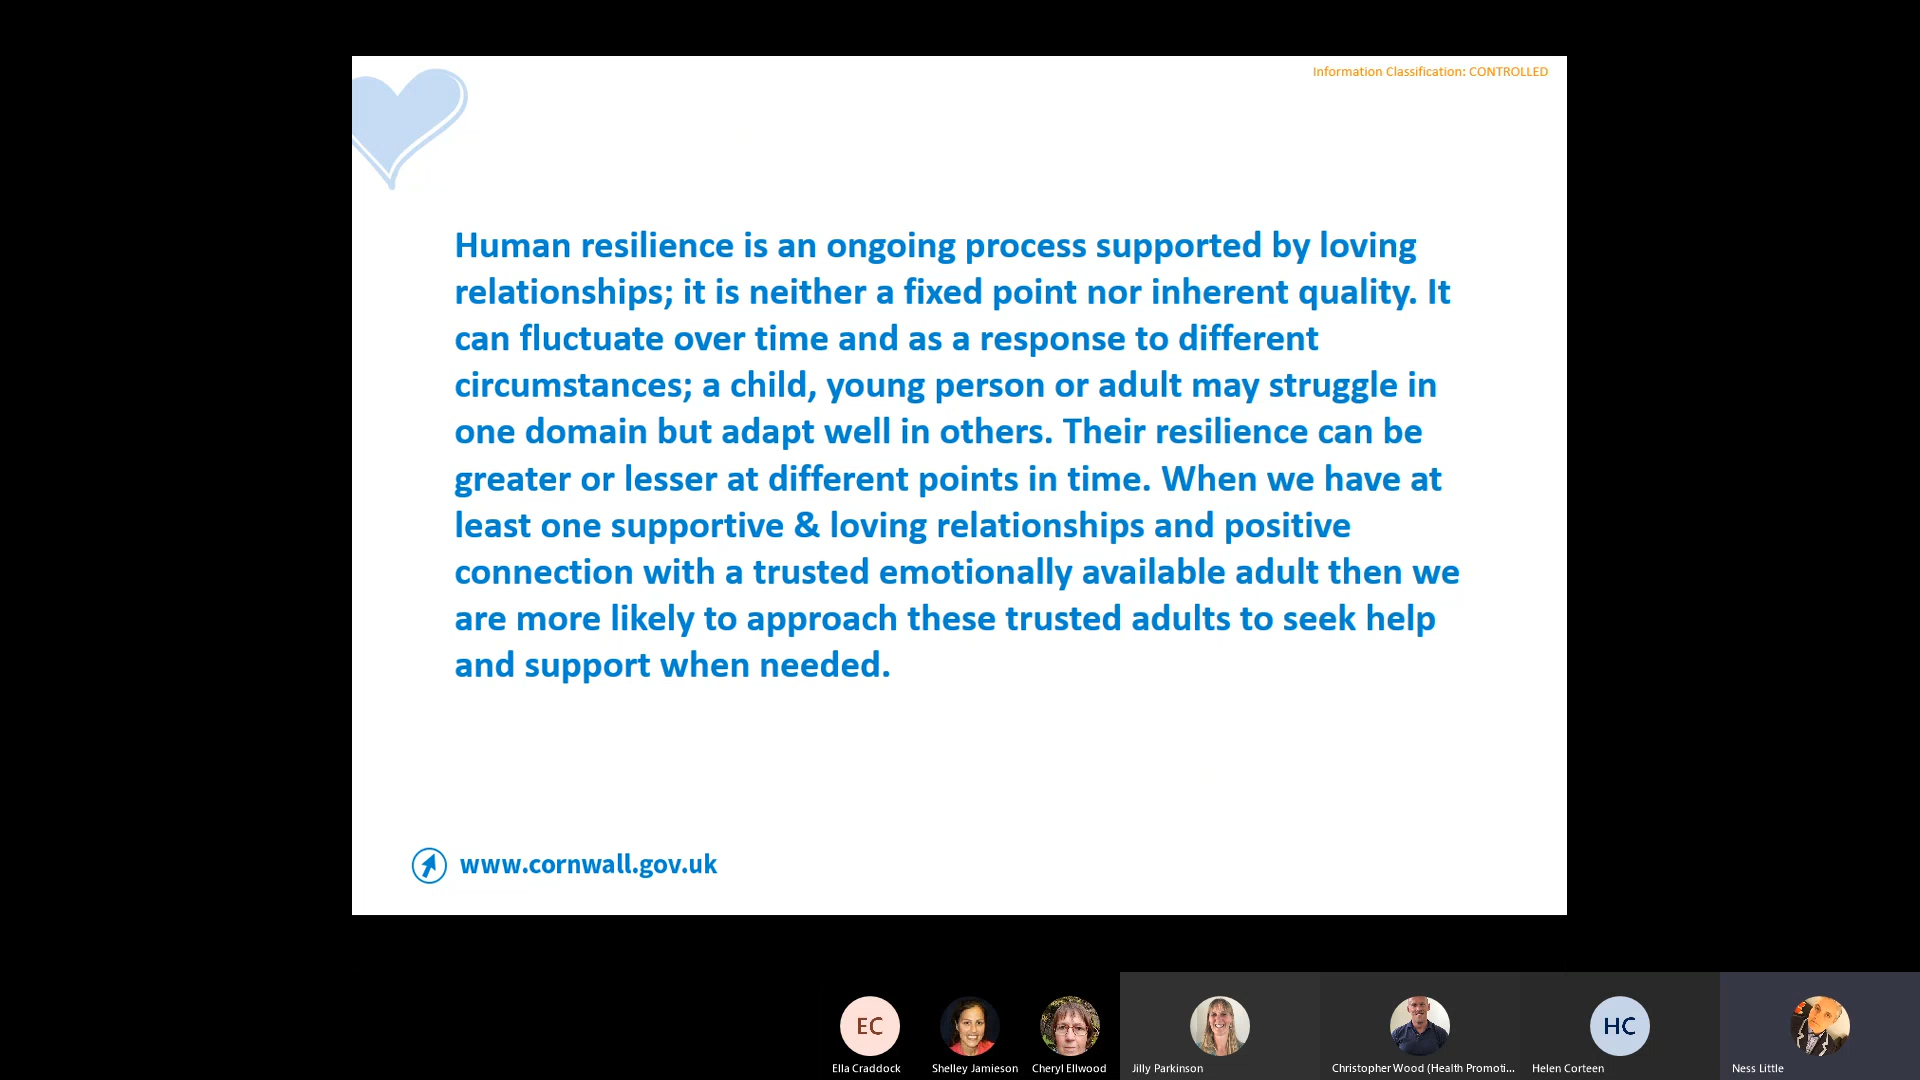 Information Classification: CONTROLLED
Human resilience is an ongoing process supported by loving
relationships; it is neither a fixed point nor inherent quality. It
can fluctuate over time and as a response to different
circumstances; a child, young person or adult may struggle in
one domain but adapt well in others. Their resilience can be
greater or lesser at different points in time. When we have at
least one supportive & loving relationships and positive
connection with a trusted emotionally available adult then we
are more likely to approach these trusted adults to seek help
and support when needed.
www.cornwall.gov.uk
EC
HC
Ella Craddock
Shelley Jamieson
Cheryl Ellwood
Jilly Parkinson
Christopher Wood (Health Promoti...
Helen Corteen
Ness Little